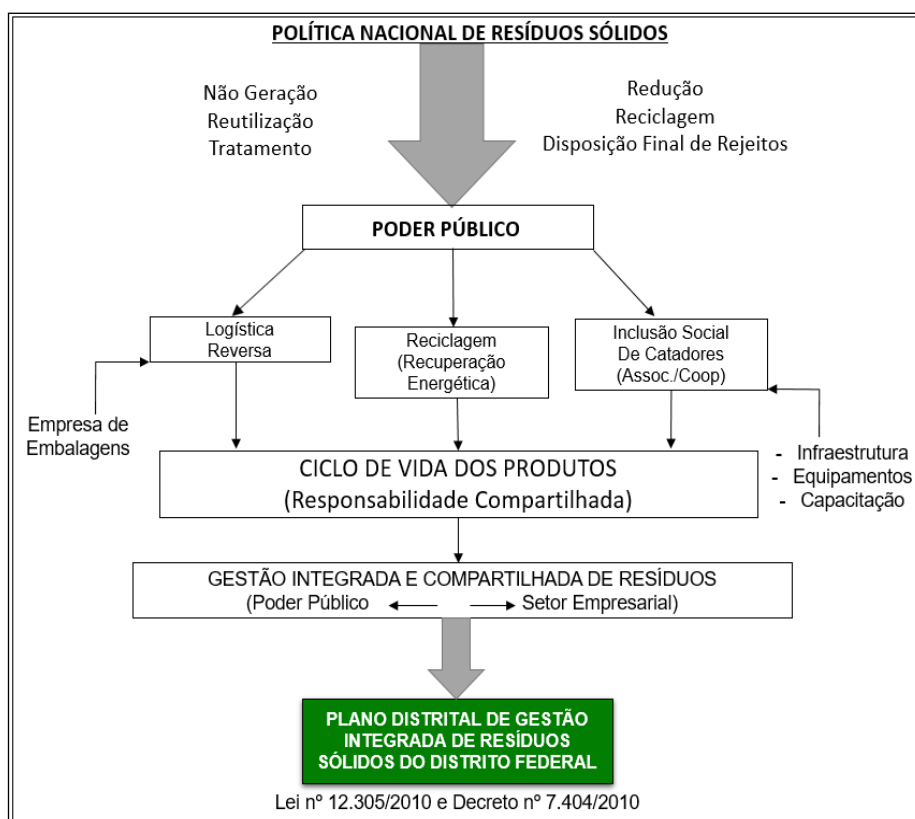 POLÍTICA NACIONAL DE RESÍDUOS SÓLIDOS
Não Geração
Reutilização
Tratamento
Redução
Reciclagem
Disposição Final de Rejeitos
PODER PÚBLICO
Logística
Reversa
Reciclagem
(Recuperação
Energética)
Inclusão Social
De Catadores
(Assoc./Coop)
Empresa de
Embalagens
- Infraestrutura
- Equipamentos
- Capacitação
CICLO DE VIDA DOS PRODUTOS
(Responsabilidade Compartilhada)
GESTÃO INTEGRADA E COMPARTILHADA DE RESÍDUOS
(Poder Público Setor Empresarial)
PLANO DISTRITAL DE GESTÃO
INTEGRADA DE RESÍDUOS
SÓLIDOS DO DISTRITO FEDERAL
Lei nº 12.305/2010 e Decreto nº 7.404/2010